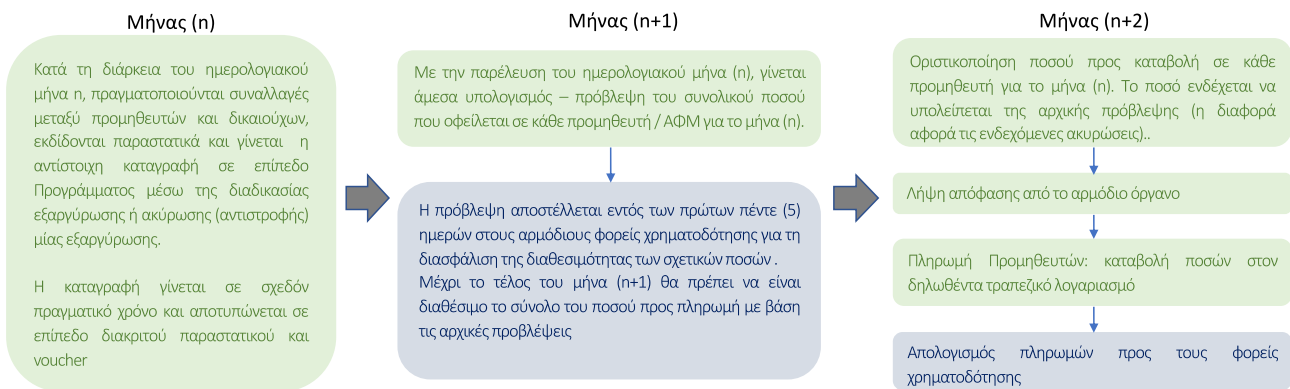 Μήνας (n)
Κατά τη διάρκεια του ημερολογιακού
μήνα n, πραγματοποιούνται συναλλαγές
μεταξύ προμηθευτών και δικαιούχων,
εκδίδονται παραστατικά και γίνεται η
αντίστοιχη καταγραφή σε επίπεδο
Προγράμματος μέσω της διαδικασίας
εξαργύρωσης ή ακύρωσης (αντιστροφής)
μίας εξαργύρωσης.
Η καταγραφή γίνεται σε σχεδόν
πραγματικό χρόνο και αποτυπώνεται σε
επίπεδο διακριτού παραστατικού και
voucher
Μήνας (n+1)
Με την παρέλευση του ημερολογιακού μήνα (n), γίνεται
άμεσα υπολογισμός – πρόβλεψη του συνολικού ποσού
που οφείλεται σε κάθε προμηθευτή / ΑΦΜ για το μήνα (n).
Η πρόβλεψη αποστέλλεται εντός των πρώτων πέντε (5)
ημερών στους αρμόδιους φορείς χρηματοδότησης για τη
διασφάλιση της διαθεσιμότητας των σχετικών ποσών .
Μέχρι το τέλος του μήνα (n+1) θα πρέπει να είναι
διαθέσιμο το σύνολο του ποσού προς πληρωμή με βάση
τις αρχικές προβλέψεις
Μήνας (n+2)
Οριστικοποίηση ποσού προς καταβολή σε κάθε
προμηθευτή για το μήνα (n). Το ποσό ενδέχεται να
υπολείπεται της αρχικής πρόβλεψης (η διαφορά
αφορά τις ενδεχόμενες ακυρώσεις)..
Λήψη απόφασης από το αρμόδιο όργανο
Πληρωμή Προμηθευτών: καταβολή ποσών στον
δηλωθέντα τραπεζικό λογαριασμό
Απολογισμός πληρωμών προς τους φορείς
χρηματοδότησης